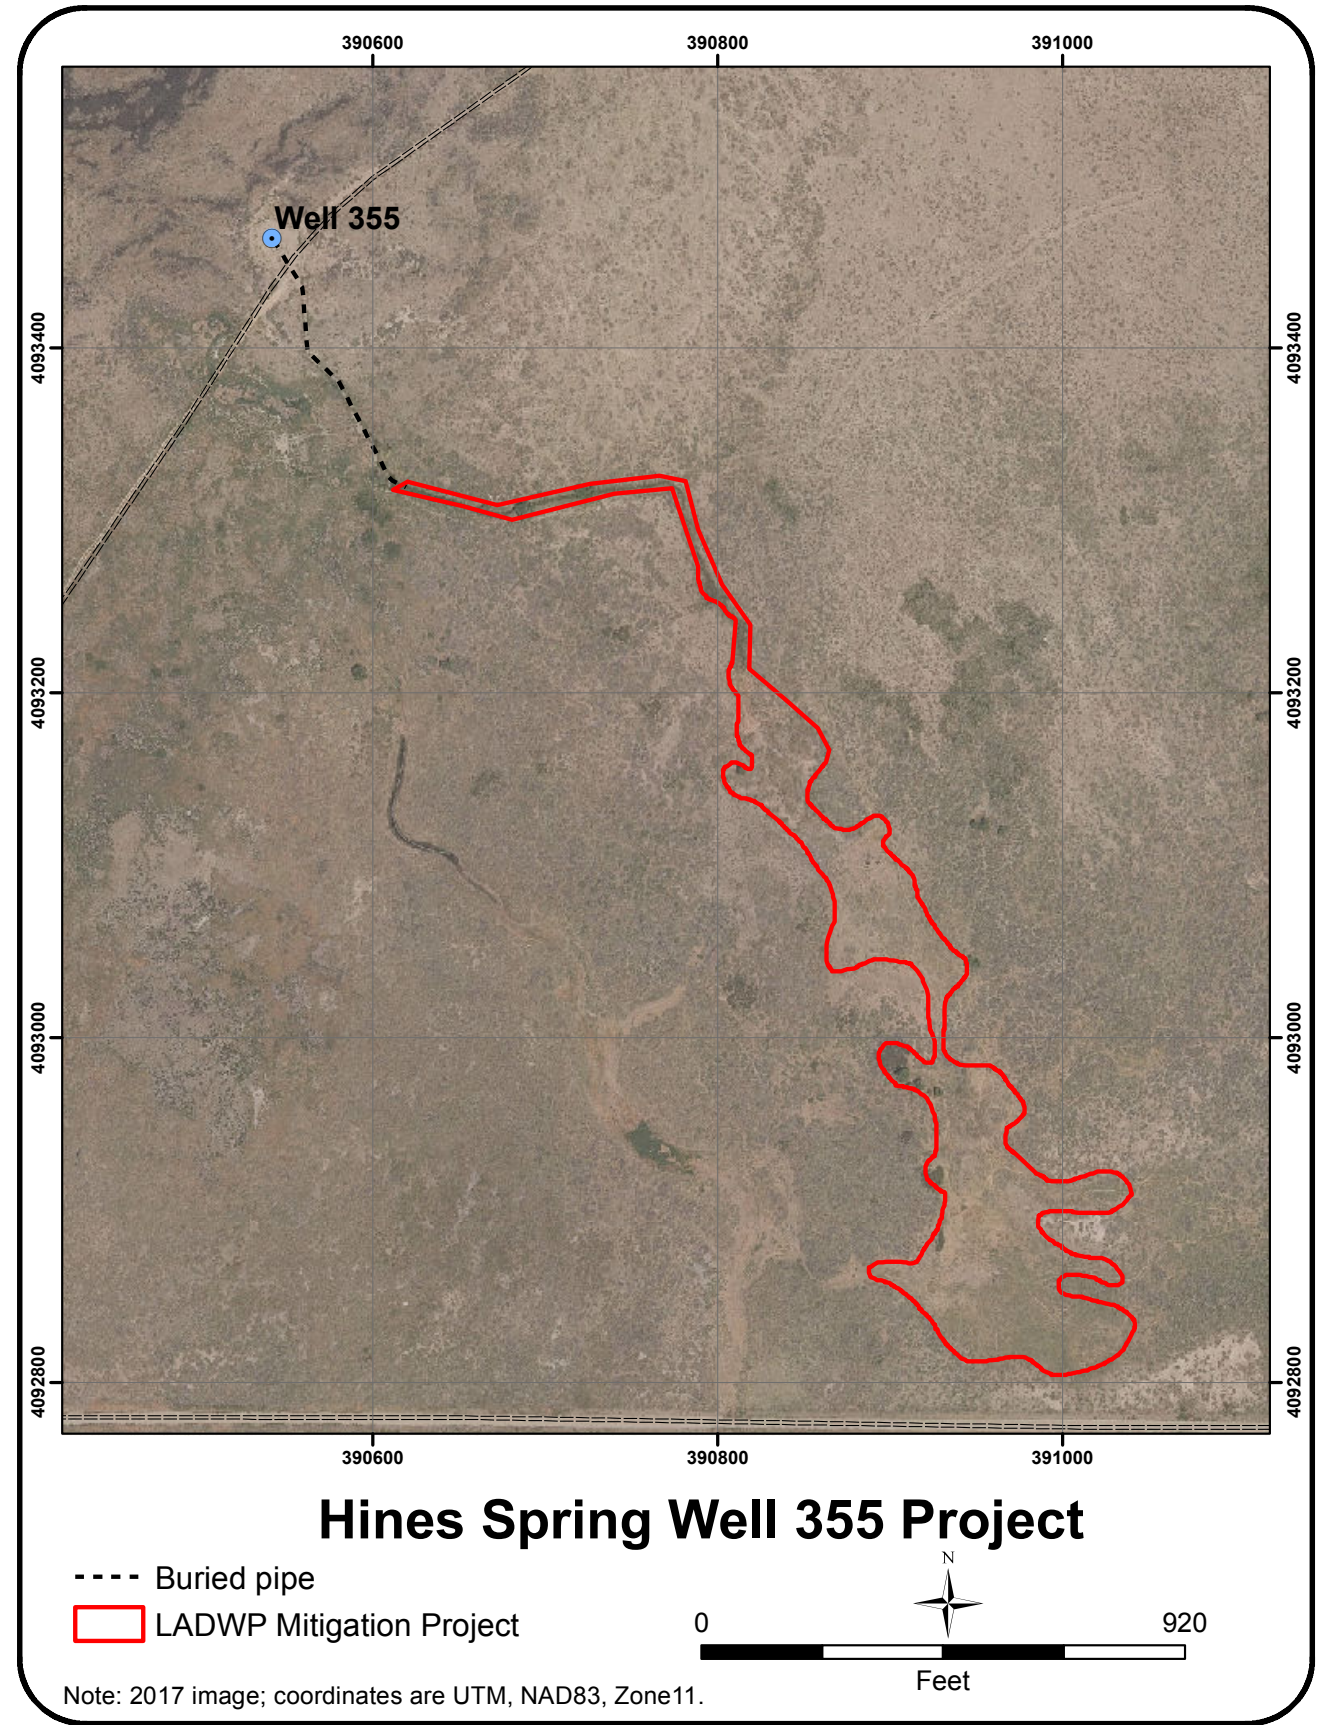 390600 390800 391000
Well 355
4093400 4093400
4093200 4093200
4093000 4093000
4092800 4092800
390600 390800 391000
Hines Spring Well 355 Project
N
Buried pipe
LADWP Mitigation Project
0 920
Feet
Note: 2017 image; coordinates are UTM, NAD83, Zone11.